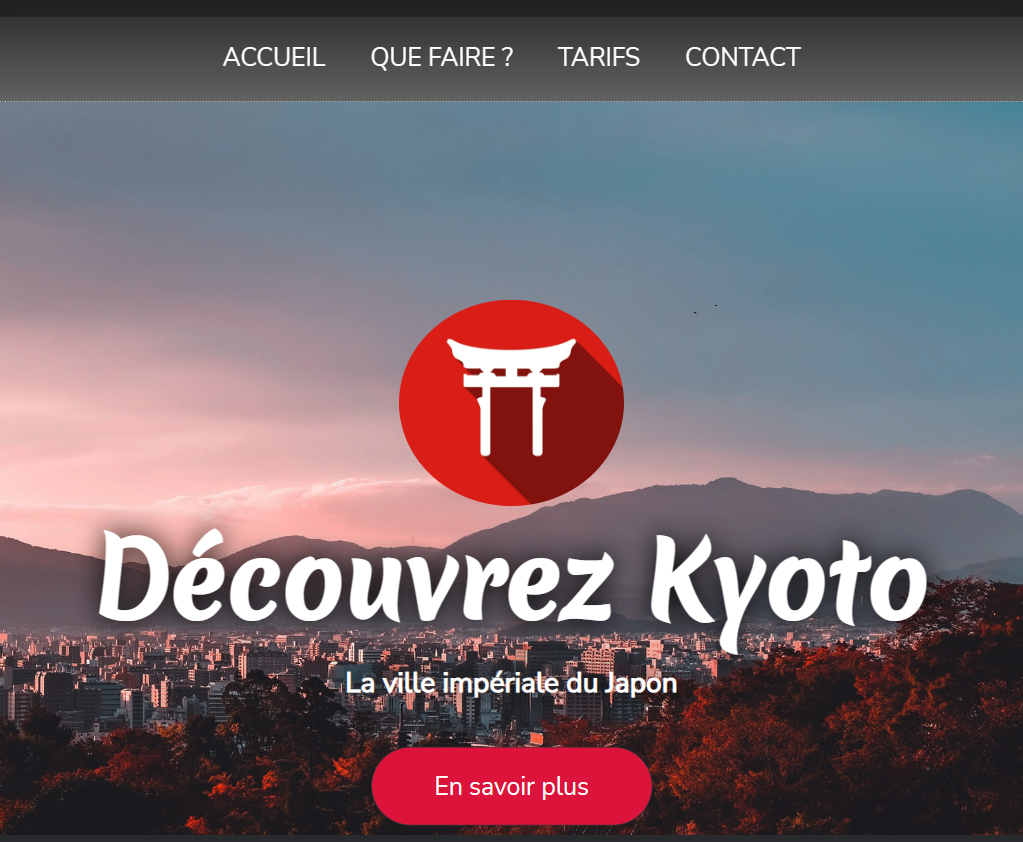 ACCUEIL QUE FAIRE ? TARIFS CONTACT
Découvrez Kyoto
La ville impériale du Japon
En savoir plus